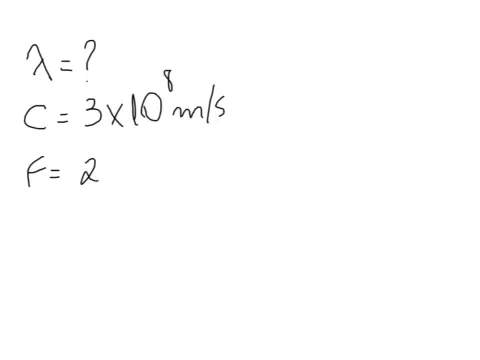 λ = ?
C = 3×10⁸ m/s
F = 2